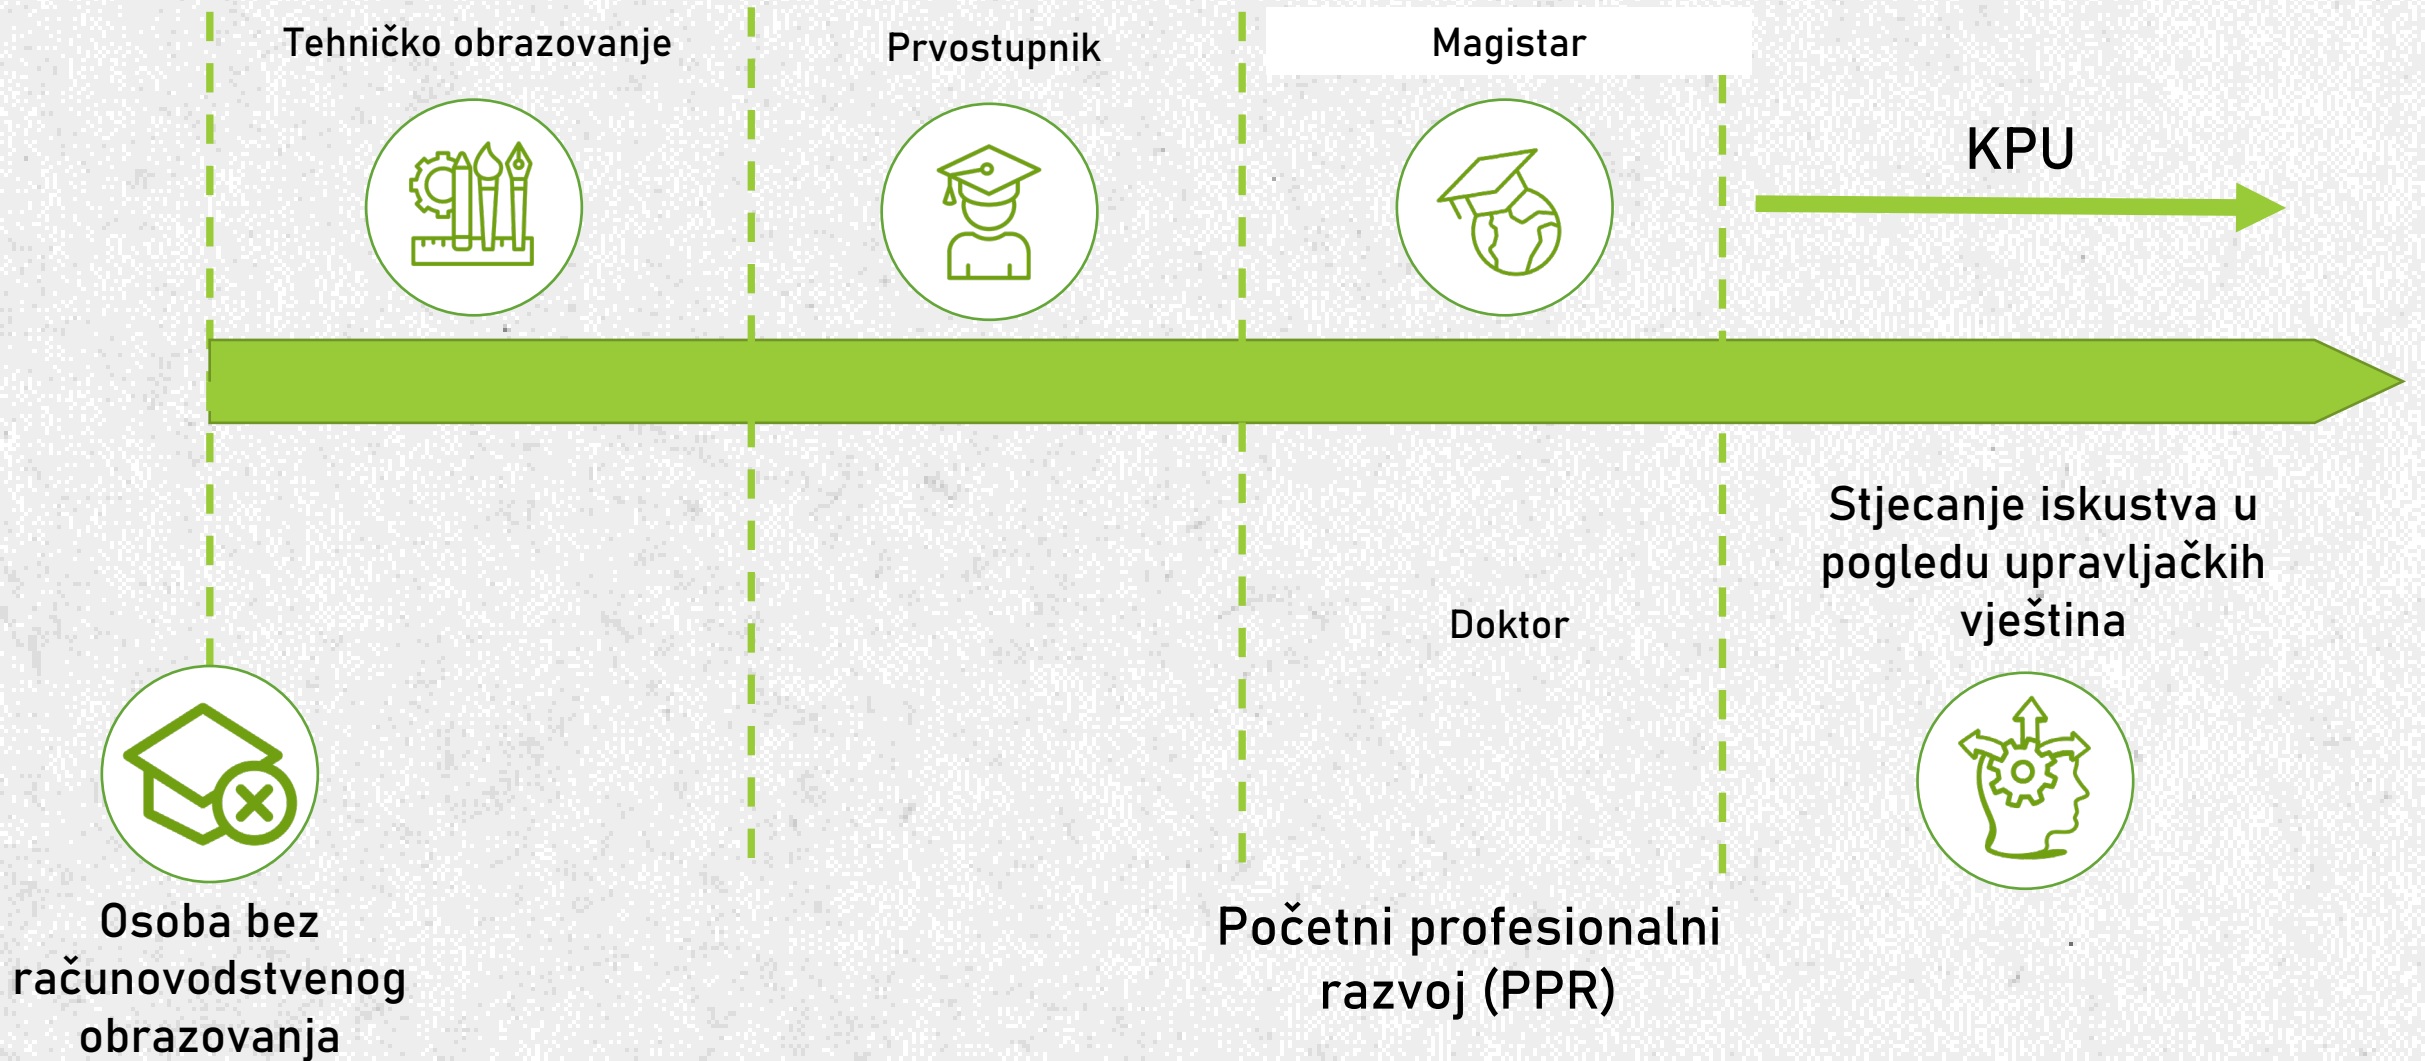 Tehničko obrazovanje
Prvostupnik
Magistar
KPU
Stjecanje iskustva u
pogledu upravljačkih
vještina
Doktor
Osoba bez
računovodstvenog
obrazovanja
Početni profesionalni
razvoj (PPR)